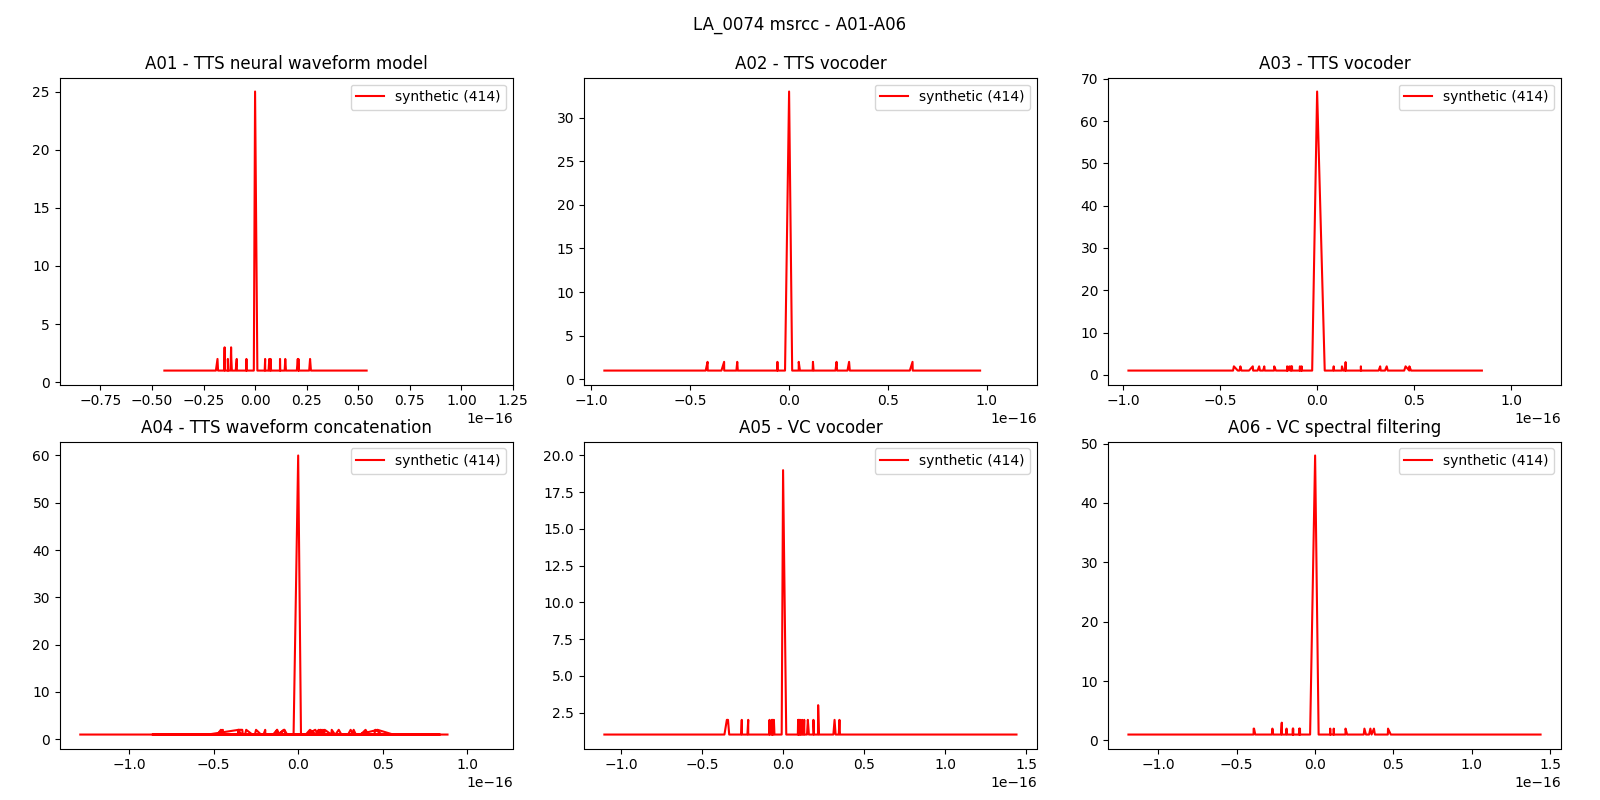 LA_0074 msrcc - A01-A06
A01 - TTS neural waveform model
synthetic (414)
25
20
15
10
5
0
−0.75 −0.50 −0.25 0.00 0.25 0.50 0.75 1.00 1.25
1e−16
A02 - TTS vocoder
synthetic (414)
30
25
20
15
10
5
0
−1.0 −0.5 0.0 0.5 1.0
1e−16
A03 - TTS vocoder
synthetic (414)
70
60
50
40
30
20
10
0
−1.0 −0.5 0.0 0.5 1.0
1e−16
A04 - TTS waveform concatenation
synthetic (414)
60
50
40
30
20
10
0
−1.0 −0.5 0.0 0.5 1.0
1e−16
A05 - VC vocoder
synthetic (414)
20.0
17.5
15.0
12.5
10.0
7.5
5.0
2.5
−1.0 −0.5 0.0 0.5 1.0 1.5
1e−16
A06 - VC spectral filtering
synthetic (414)
50
40
30
20
10
0
−1.0 −0.5 0.0 0.5 1.0 1.5
1e−16